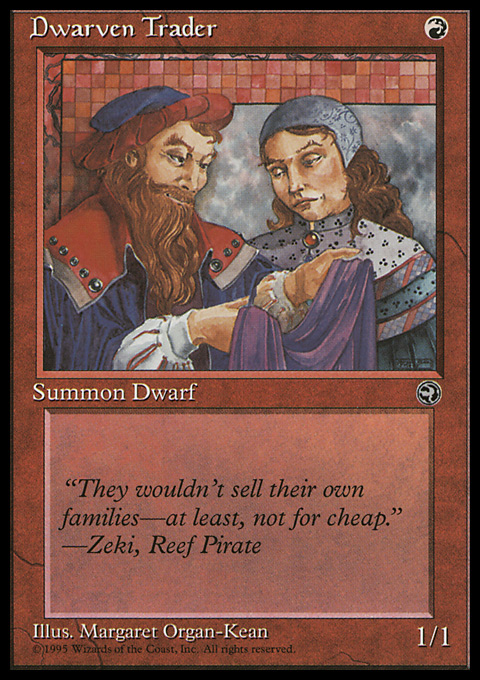 Dwarven Trader
Summon Dwarf
“They wouldn’t sell their own
families—at least, not for cheap.”
—Zeki, Reef Pirate
Illus. Margaret Organ-Kean
1/1
©1995 Wizards of the Coast, Inc. All rights reserved.